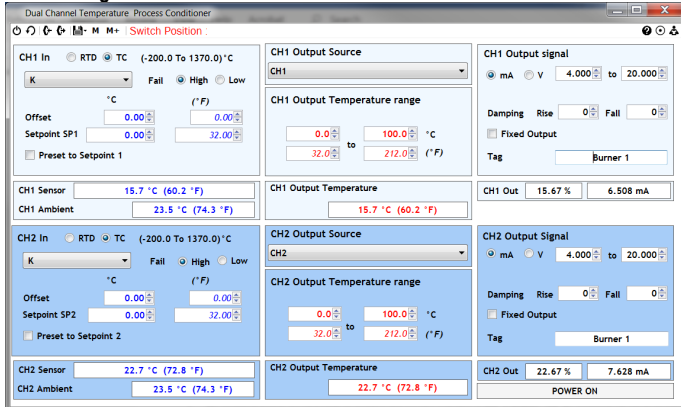 Dual Channel Temperature Process Conditioner
M M+ Switch Position :
CH1 In RTD TC (-200.0 To 1370.0)°C
K Fail High Low
°C (°F)
Offset 0.00 0.00
Setpoint SP1 0.00 32.00
Preset to Setpoint 1
CH1 Output Source
CH1
CH1 Output Temperature range
0.0 to 100.0 °C
32.0 212.0 (°F)
CH1 Output signal
mA V 4.000 to 20.000
Damping Rise 0 Fall 0
Fixed Output
Tag Burner 1
CH1 Sensor 15.7 °C (60.2 °F)
CH1 Ambient 23.5 °C (74.3 °F)
CH1 Output Temperature
15.7 °C (60.2 °F)
CH1 Out 15.67 % 6.508 mA
CH2 In RTD TC (-200.0 To 1370.0)°C
K Fail High Low
°C (°F)
Offset 0.00 0.00
Setpoint SP2 0.00 32.00
Preset to Setpoint 2
CH2 Output Source
CH2
CH2 Output Temperature range
0.0 to 100.0 °C
32.0 212.0 (°F)
CH2 Output Signal
mA V 4.000 to 20.000
Damping Rise 0 Fall 0
Fixed Output
Tag Burner 1
CH2 Sensor 22.7 °C (72.8 °F)
CH2 Ambient 23.5 °C (74.3 °F)
CH2 Output Temperature
22.7 °C (72.8 °F)
CH2 Out 22.67 % 7.628 mA
POWER ON